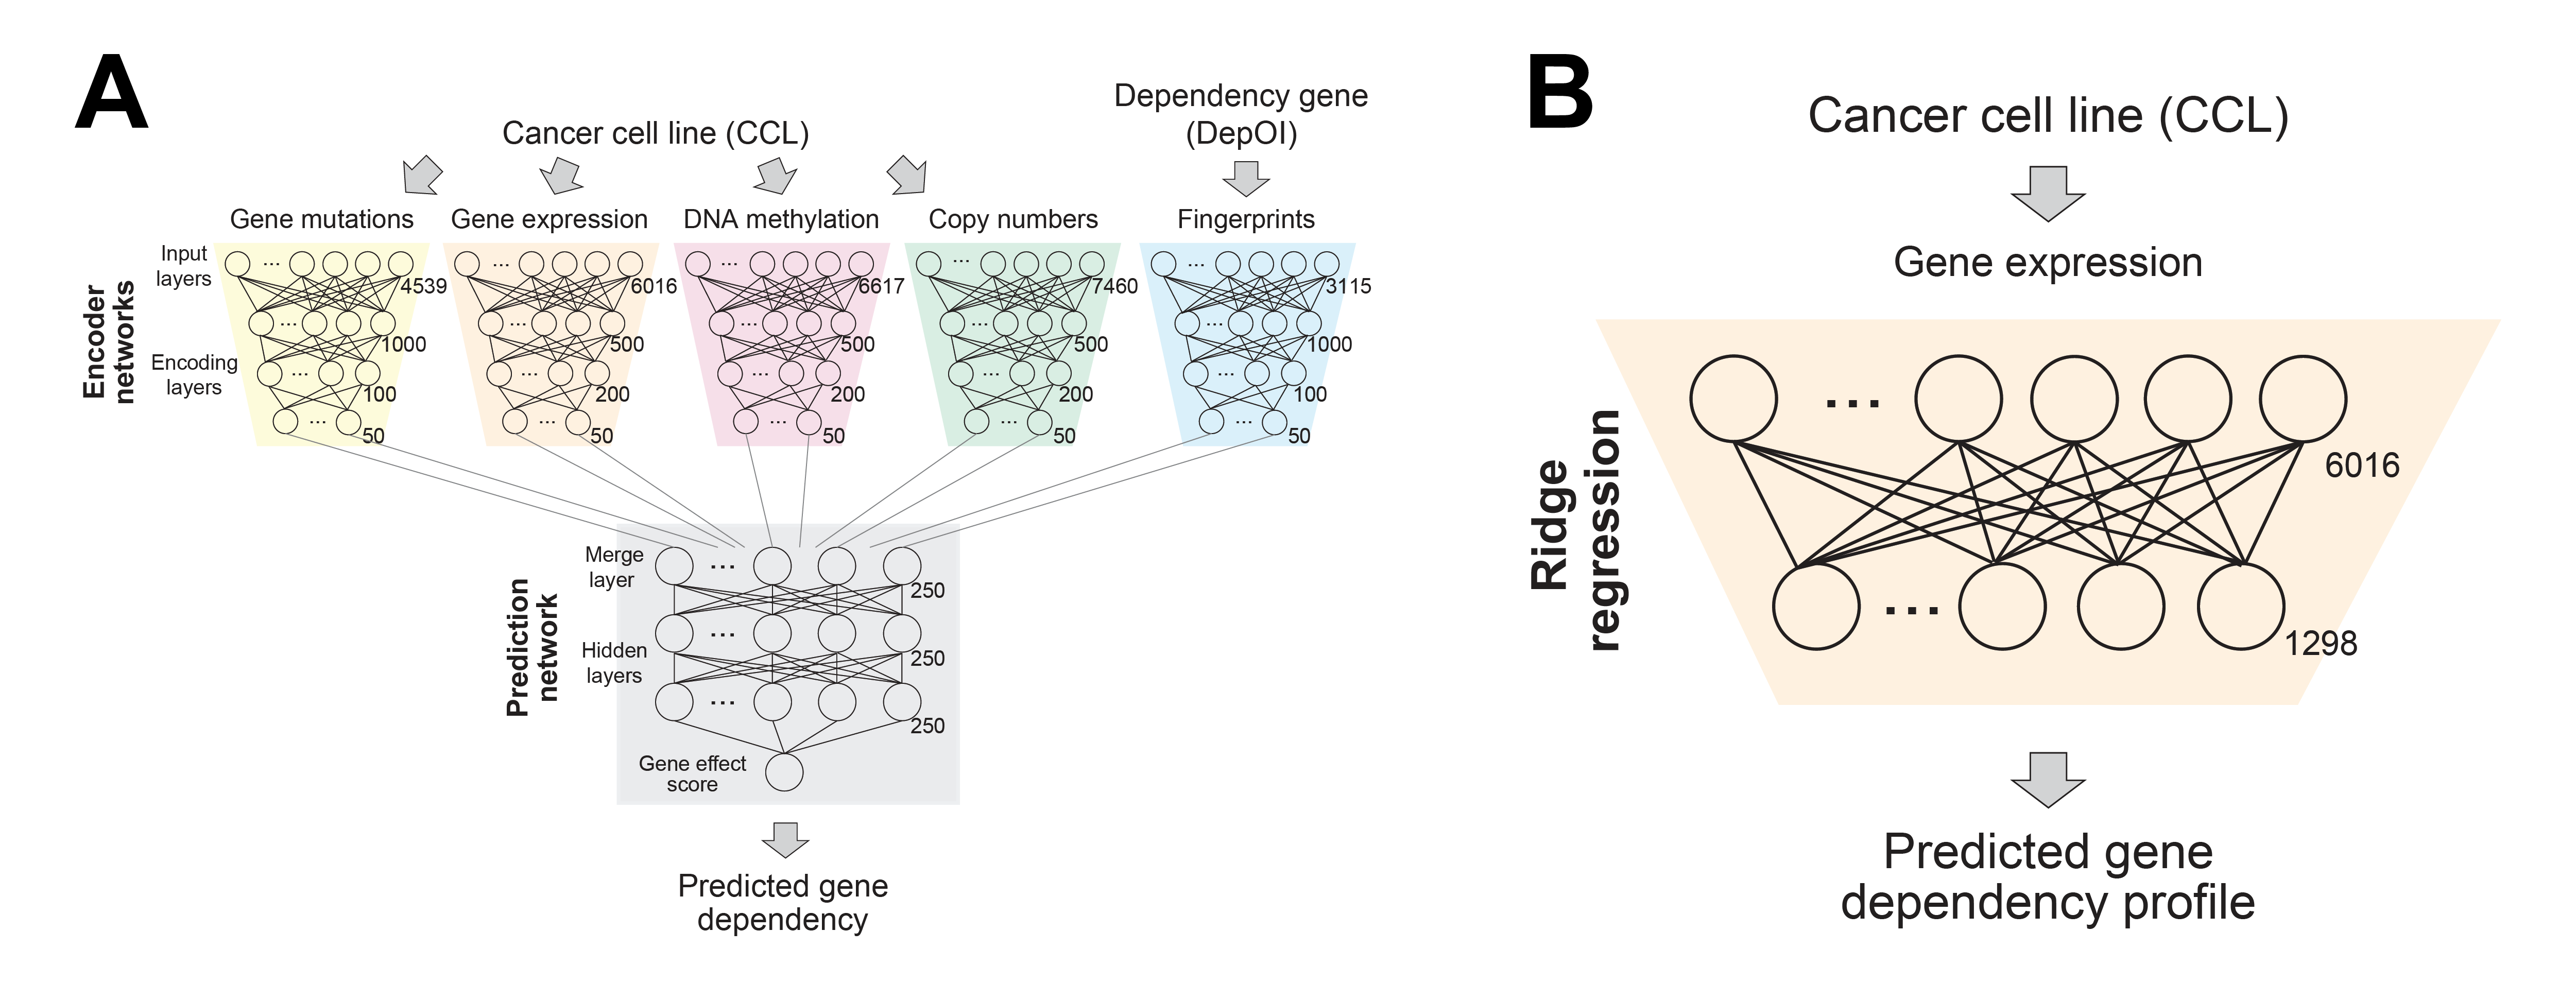 A
Cancer cell line (CCL)
Dependency gene
(DepOI)
Gene mutations
Gene expression
DNA methylation
Copy numbers
Fingerprints
Encoder
networks
Input
layers
Encoding
layers
...
4539
...
1000
...
100
...
50
...
6016
...
500
...
200
...
50
...
6617
...
500
...
200
...
50
...
7460
...
500
...
200
...
50
...
3115
...
1000
...
100
...
50
Prediction
network
Merge
layer
...
250
Hidden
layers
...
250
...
250
Gene effect
score
Predicted gene
dependency
B
Cancer cell line (CCL)
Gene expression
Ridge
regression
...
6016
...
1298
Predicted gene
dependency profile